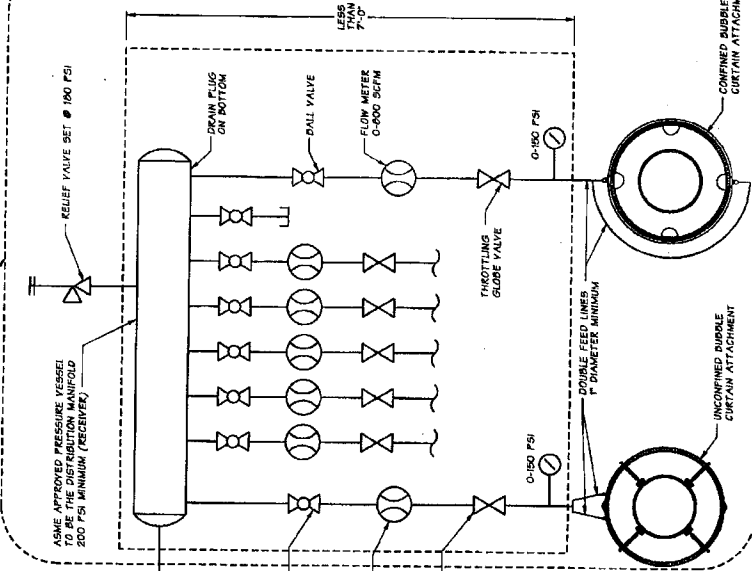 RELIEF VALVE SET @ 180 PSI
ASME APPROVED PRESSURE VESSEL
TO BE THE DISTRIBUTION MANIFOLD
200 PSI MINIMUM (RECEIVER)
DRAIN PLUG
ON BOTTOM
BALL VALVE
FLOW METER
0-800 SCFM
LESS
THAN
7'-0"
THROTTLING
GLOBE VALVE
0-150 PSI
0-150 PSI
DOUBLE FEED LINES
1" DIAMETER MINIMUM
UNCONFINED BUBBLE
CURTAIN ATTACHMENT
CONFINED BUBBLE
CURTAIN ATTACHMENT